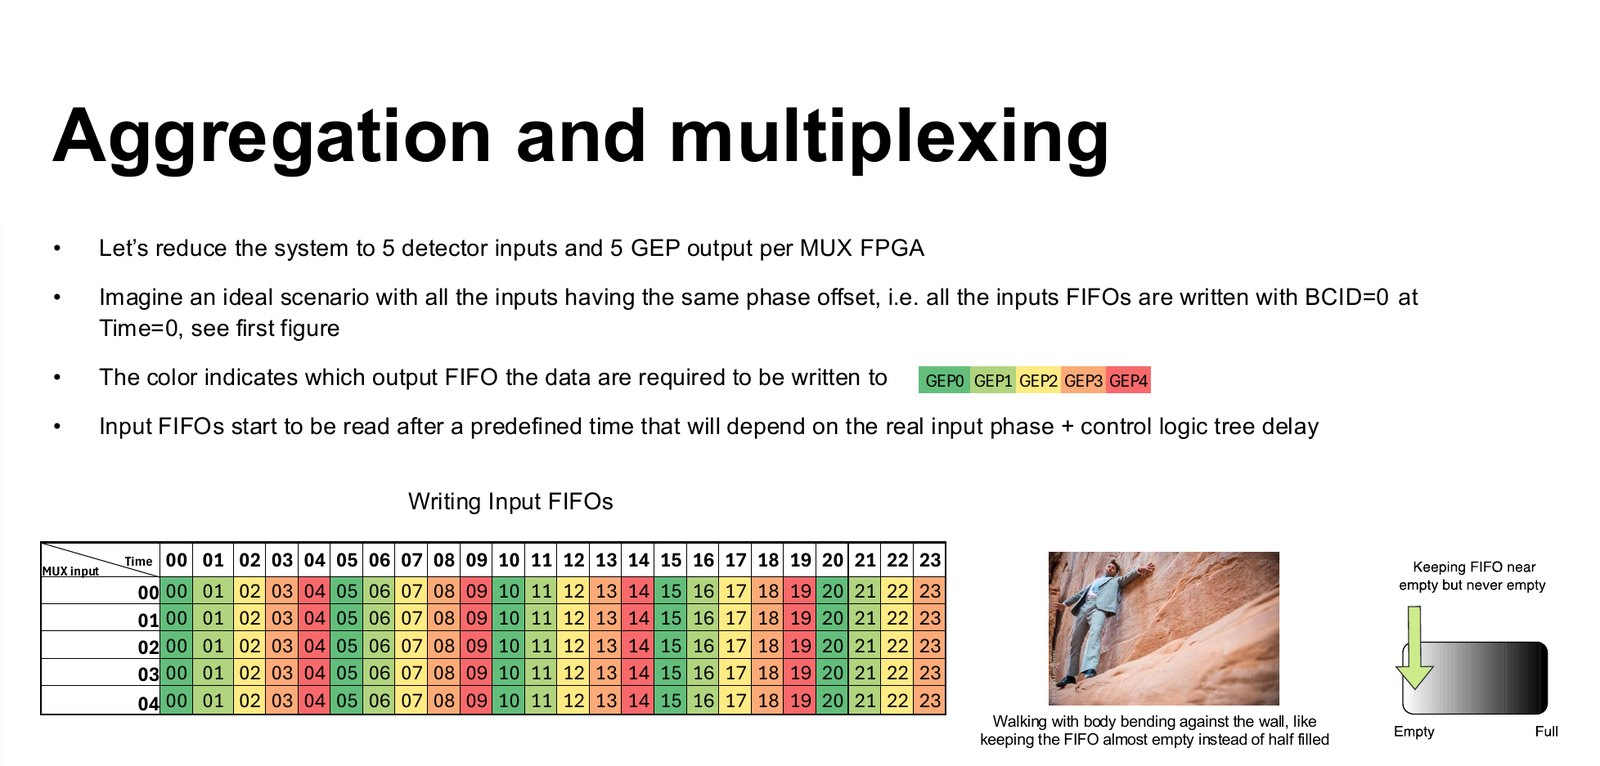 Aggregation and multiplexing
• Let's reduce the system to 5 detector inputs and 5 GEP output per MUX FPGA
• Imagine an ideal scenario with all the inputs having the same phase offset, i.e. all the inputs FIFOs are written with BCID=0 at
Time=0, see first figure
• The color indicates which output FIFO the data are required to be written to
GEP0 GEP1 GEP2 GEP3 GEP4
• Input FIFOs start to be read after a predefined time that will depend on the real input phase + control logic tree delay
Writing Input FIFOs
Time 00 01 02 03 04 05 06 07 08 09 10 11 12 13 14 15 16 17 18 19 20 21 22 23
MUX input
00 00 01 02 03 04 05 06 07 08 09 10 11 12 13 14 15 16 17 18 19 20 21 22 23
01 00 01 02 03 04 05 06 07 08 09 10 11 12 13 14 15 16 17 18 19 20 21 22 23
02 00 01 02 03 04 05 06 07 08 09 10 11 12 13 14 15 16 17 18 19 20 21 22 23
03 00 01 02 03 04 05 06 07 08 09 10 11 12 13 14 15 16 17 18 19 20 21 22 23
04 00 01 02 03 04 05 06 07 08 09 10 11 12 13 14 15 16 17 18 19 20 21 22 23
Walking with body bending against the wall, like
keeping the FIFO almost empty instead of half filled
Keeping FIFO near
empty but never empty
Empty
Full